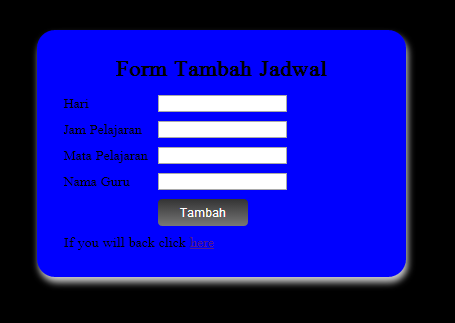 Form Tambah Jadwal
Hari
Jam Pelajaran
Mata Pelajaran
Nama Guru
Tambah
If you will back click here